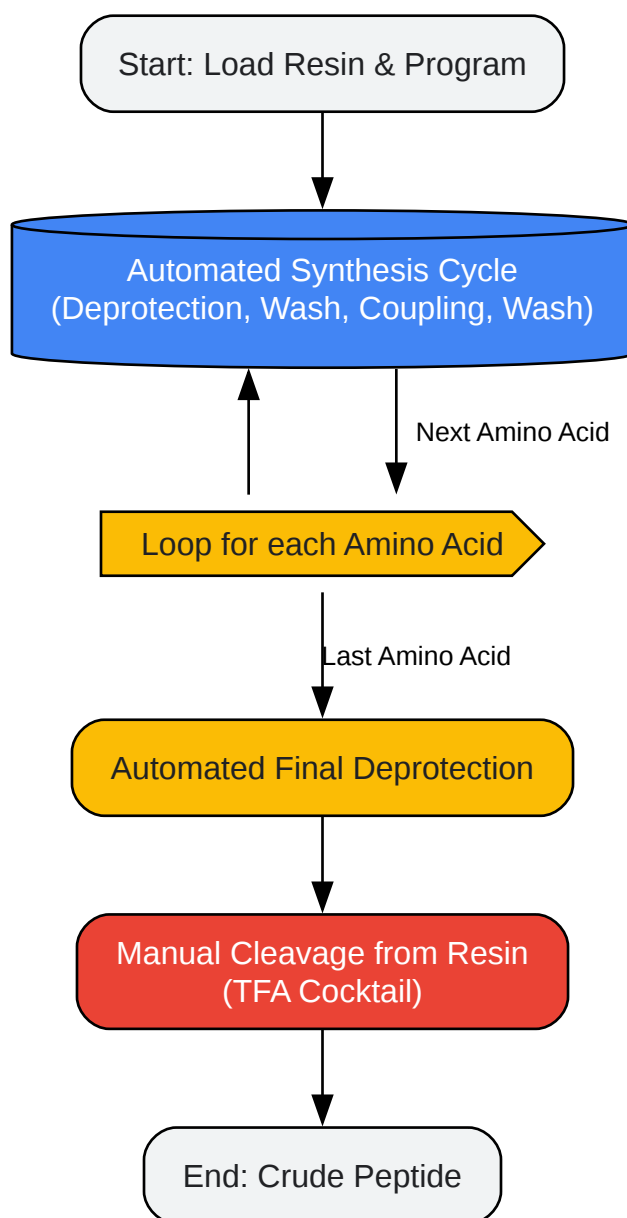 Start: Load Resin & Program
Automated Synthesis Cycle
(Deprotection, Wash, Coupling, Wash)
Next Amino Acid
Loop for each Amino Acid
Last Amino Acid
Automated Final Deprotection
Manual Cleavage from Resin
(TFA Cocktail)
End: Crude Peptide